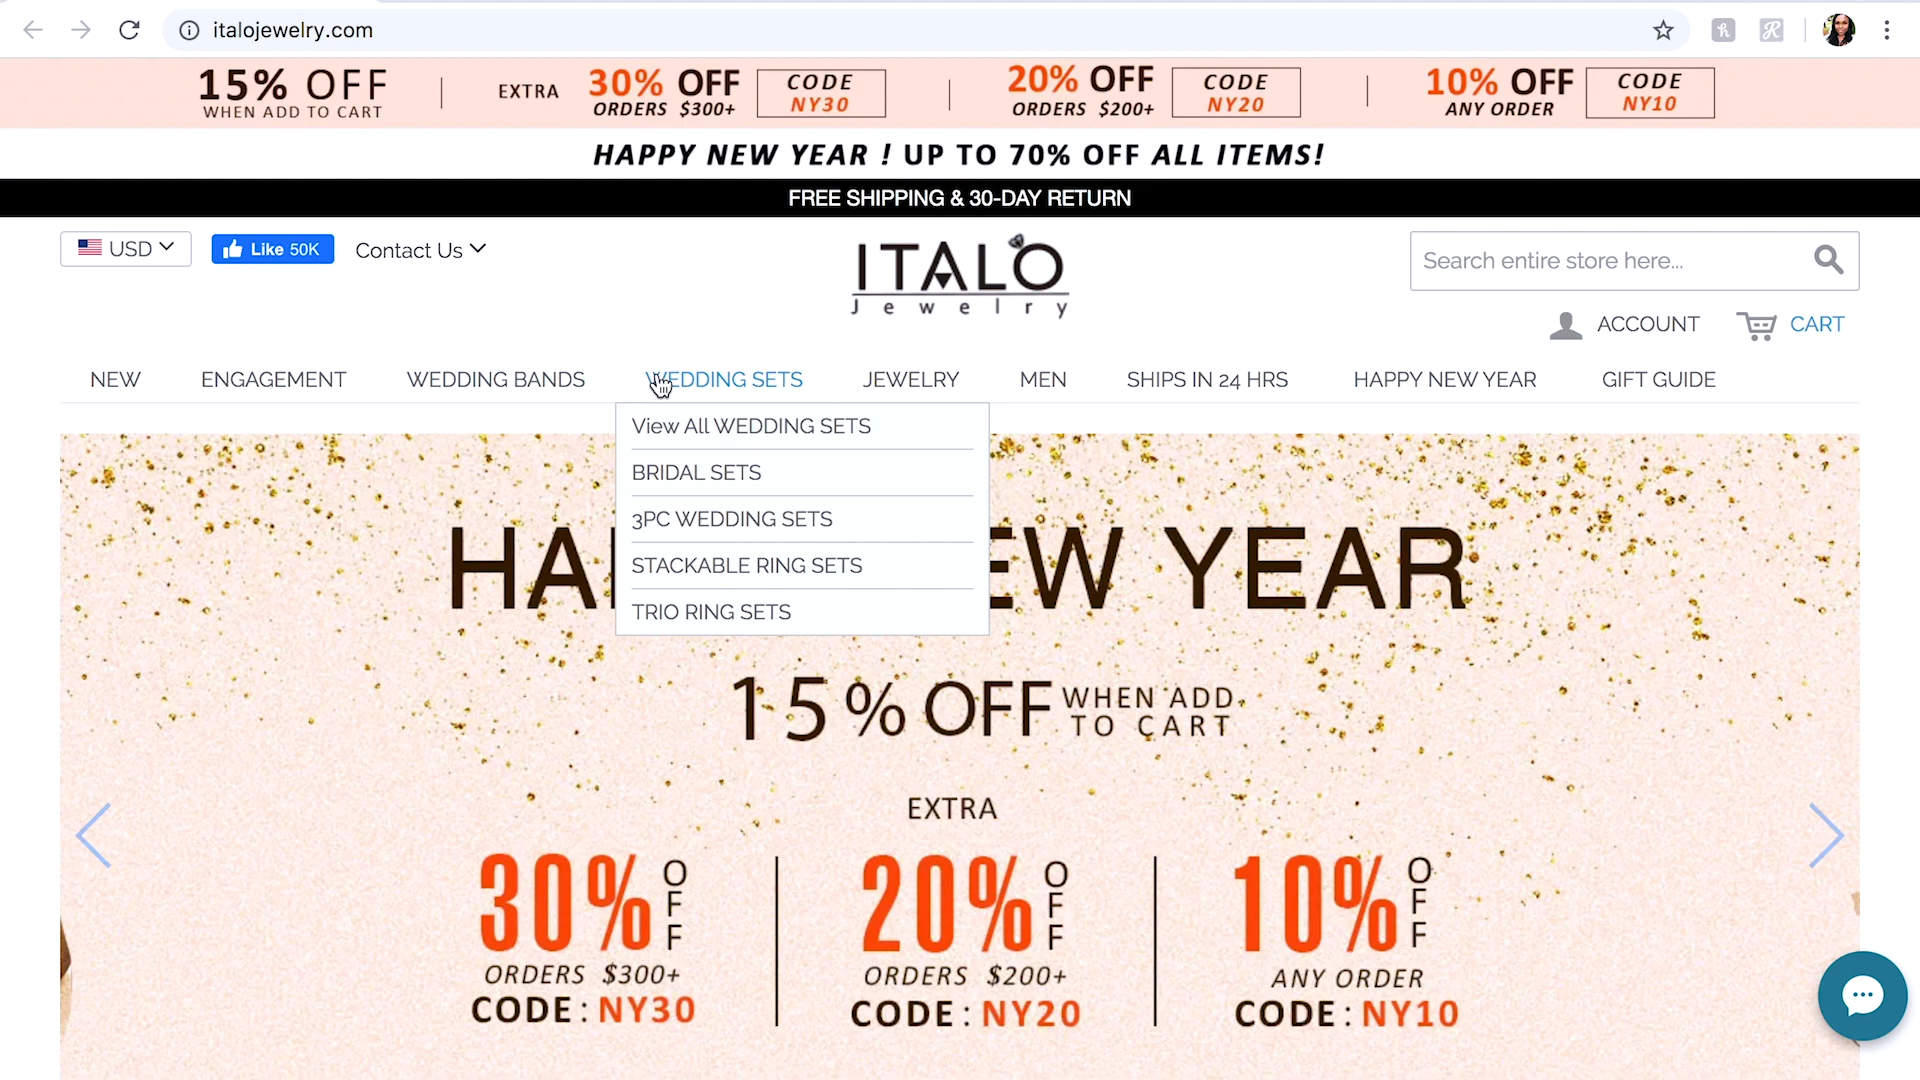 italojewelry.com
15% OFF
WHEN ADD TO CART
EXTRA
30% OFF
ORDERS $300+
CODE
NY30
20% OFF
ORDERS $200+
CODE
NY20
10% OFF
ANY ORDER
CODE
NY10
HAPPY NEW YEAR ! UP TO 70% OFF ALL ITEMS!
FREE SHIPPING & 30-DAY RETURN
USD
Like 50K
Contact Us
ITALO
Jewelry
Search entire store here...
ACCOUNT
CART
NEW
ENGAGEMENT
WEDDING BANDS
WEDDING SETS
JEWELRY
MEN
SHIPS IN 24 HRS
HAPPY NEW YEAR
GIFT GUIDE
View All WEDDING SETS
BRIDAL SETS
3PC WEDDING SETS
STACKABLE RING SETS
TRIO RING SETS
HA EW YEAR
15% OFF WHEN ADD
TO CART
EXTRA
30% OFF
ORDERS $300+
CODE : NY30
20% OFF
ORDERS $200+
CODE : NY20
10% OFF
ANY ORDER
CODE : NY10